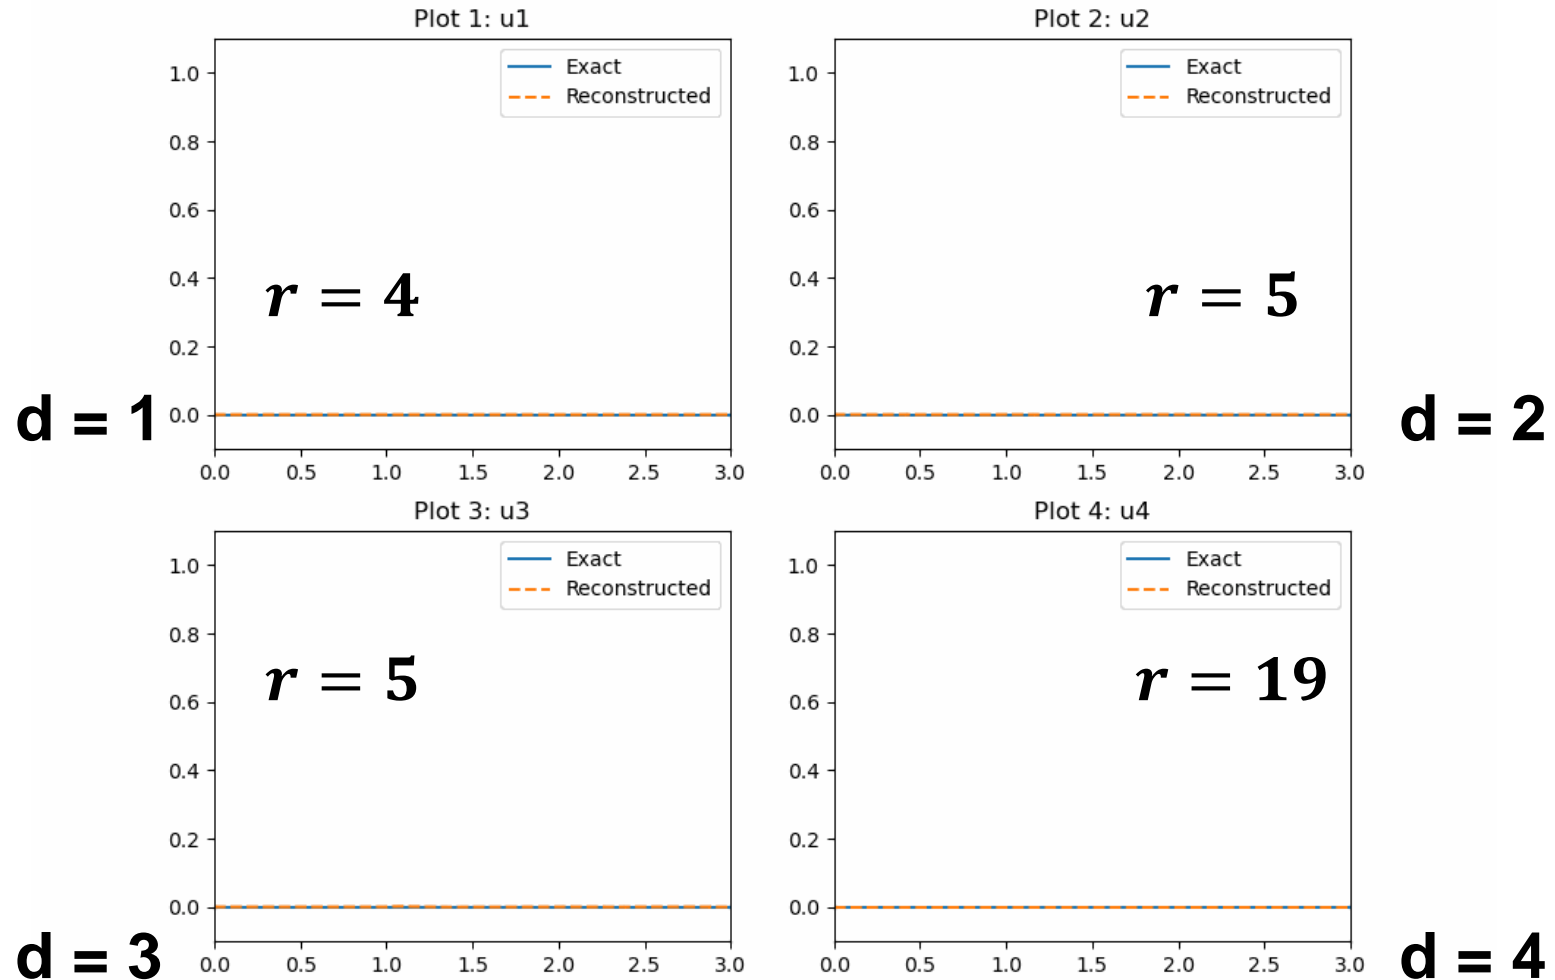 Plot 1: u1
Exact
Reconstructed
1.0
0.8
0.6
0.4
0.2
0.0
r = 4
d = 1
0.0 0.5 1.0 1.5 2.0 2.5 3.0
Plot 2: u2
Exact
Reconstructed
1.0
0.8
0.6
0.4
0.2
0.0
r = 5
d = 2
0.0 0.5 1.0 1.5 2.0 2.5 3.0
Plot 3: u3
Exact
Reconstructed
1.0
0.8
0.6
0.4
0.2
0.0
r = 5
d = 3
0.0 0.5 1.0 1.5 2.0 2.5 3.0
Plot 4: u4
Exact
Reconstructed
1.0
0.8
0.6
0.4
0.2
0.0
r = 19
d = 4
0.0 0.5 1.0 1.5 2.0 2.5 3.0